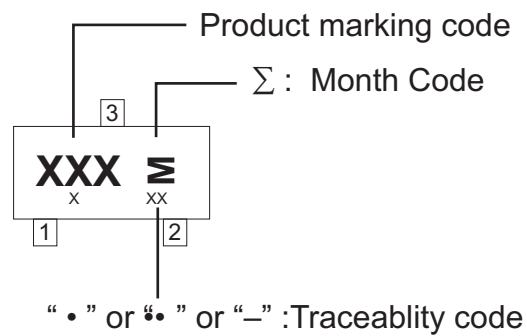 Product marking code
∑ : Month Code
3
XXX M
X XX
1 2
“ • ” or “•• ” or “–” :Traceablity code